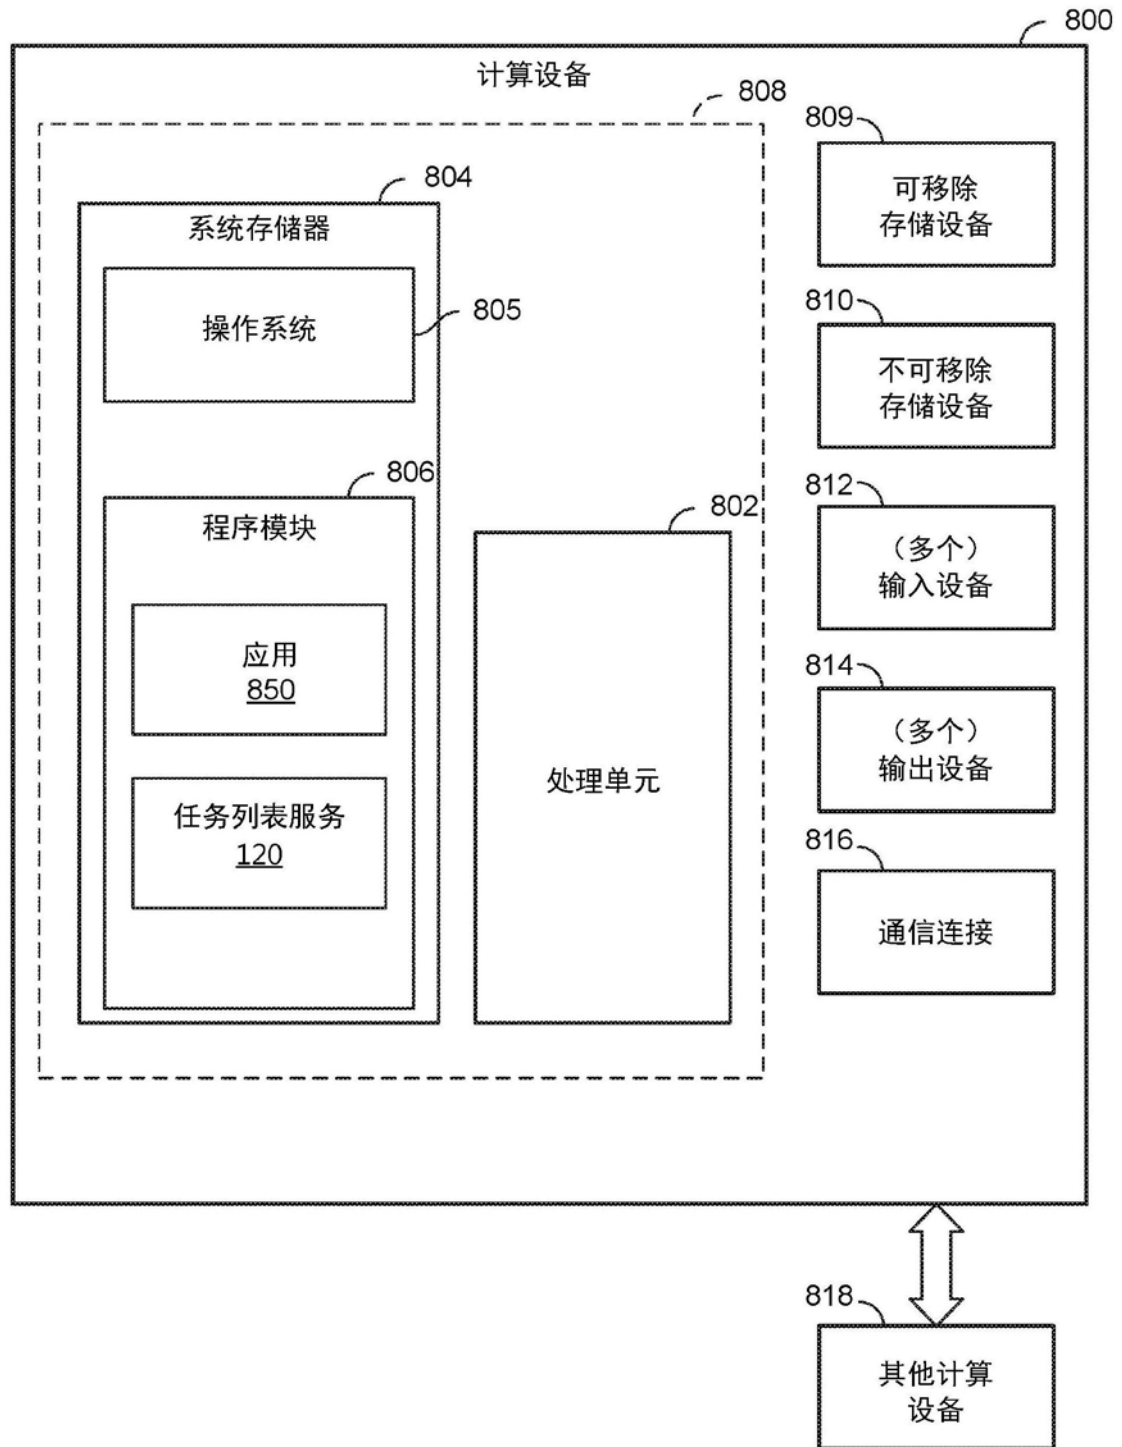 800
计算设备
808
804
系统存储器
操作系统
805
806
程序模块
应用
850
任务列表服务
120
802
处理单元
809
可移除
存储设备
810
不可移除
存储设备
812
（多个）
输入设备
814
（多个）
输出设备
816
通信连接
818
其他计算
设备